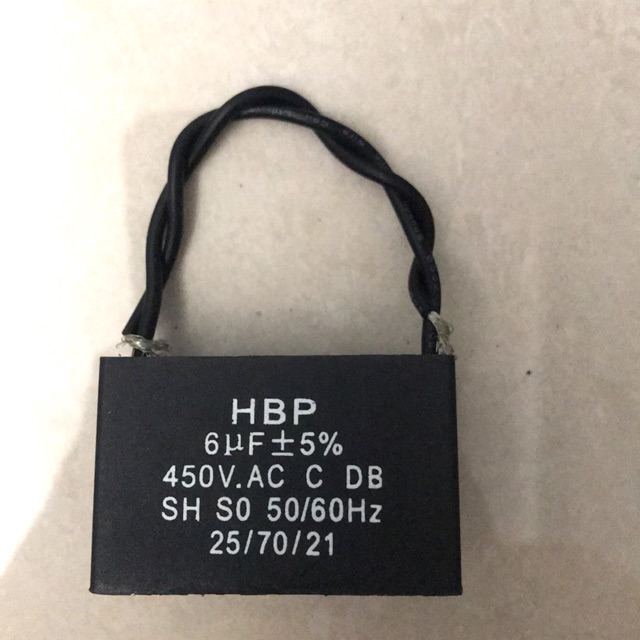 HBP
6µF±5%
450V.AC C DB
SH S0 50/60Hz
25/70/21